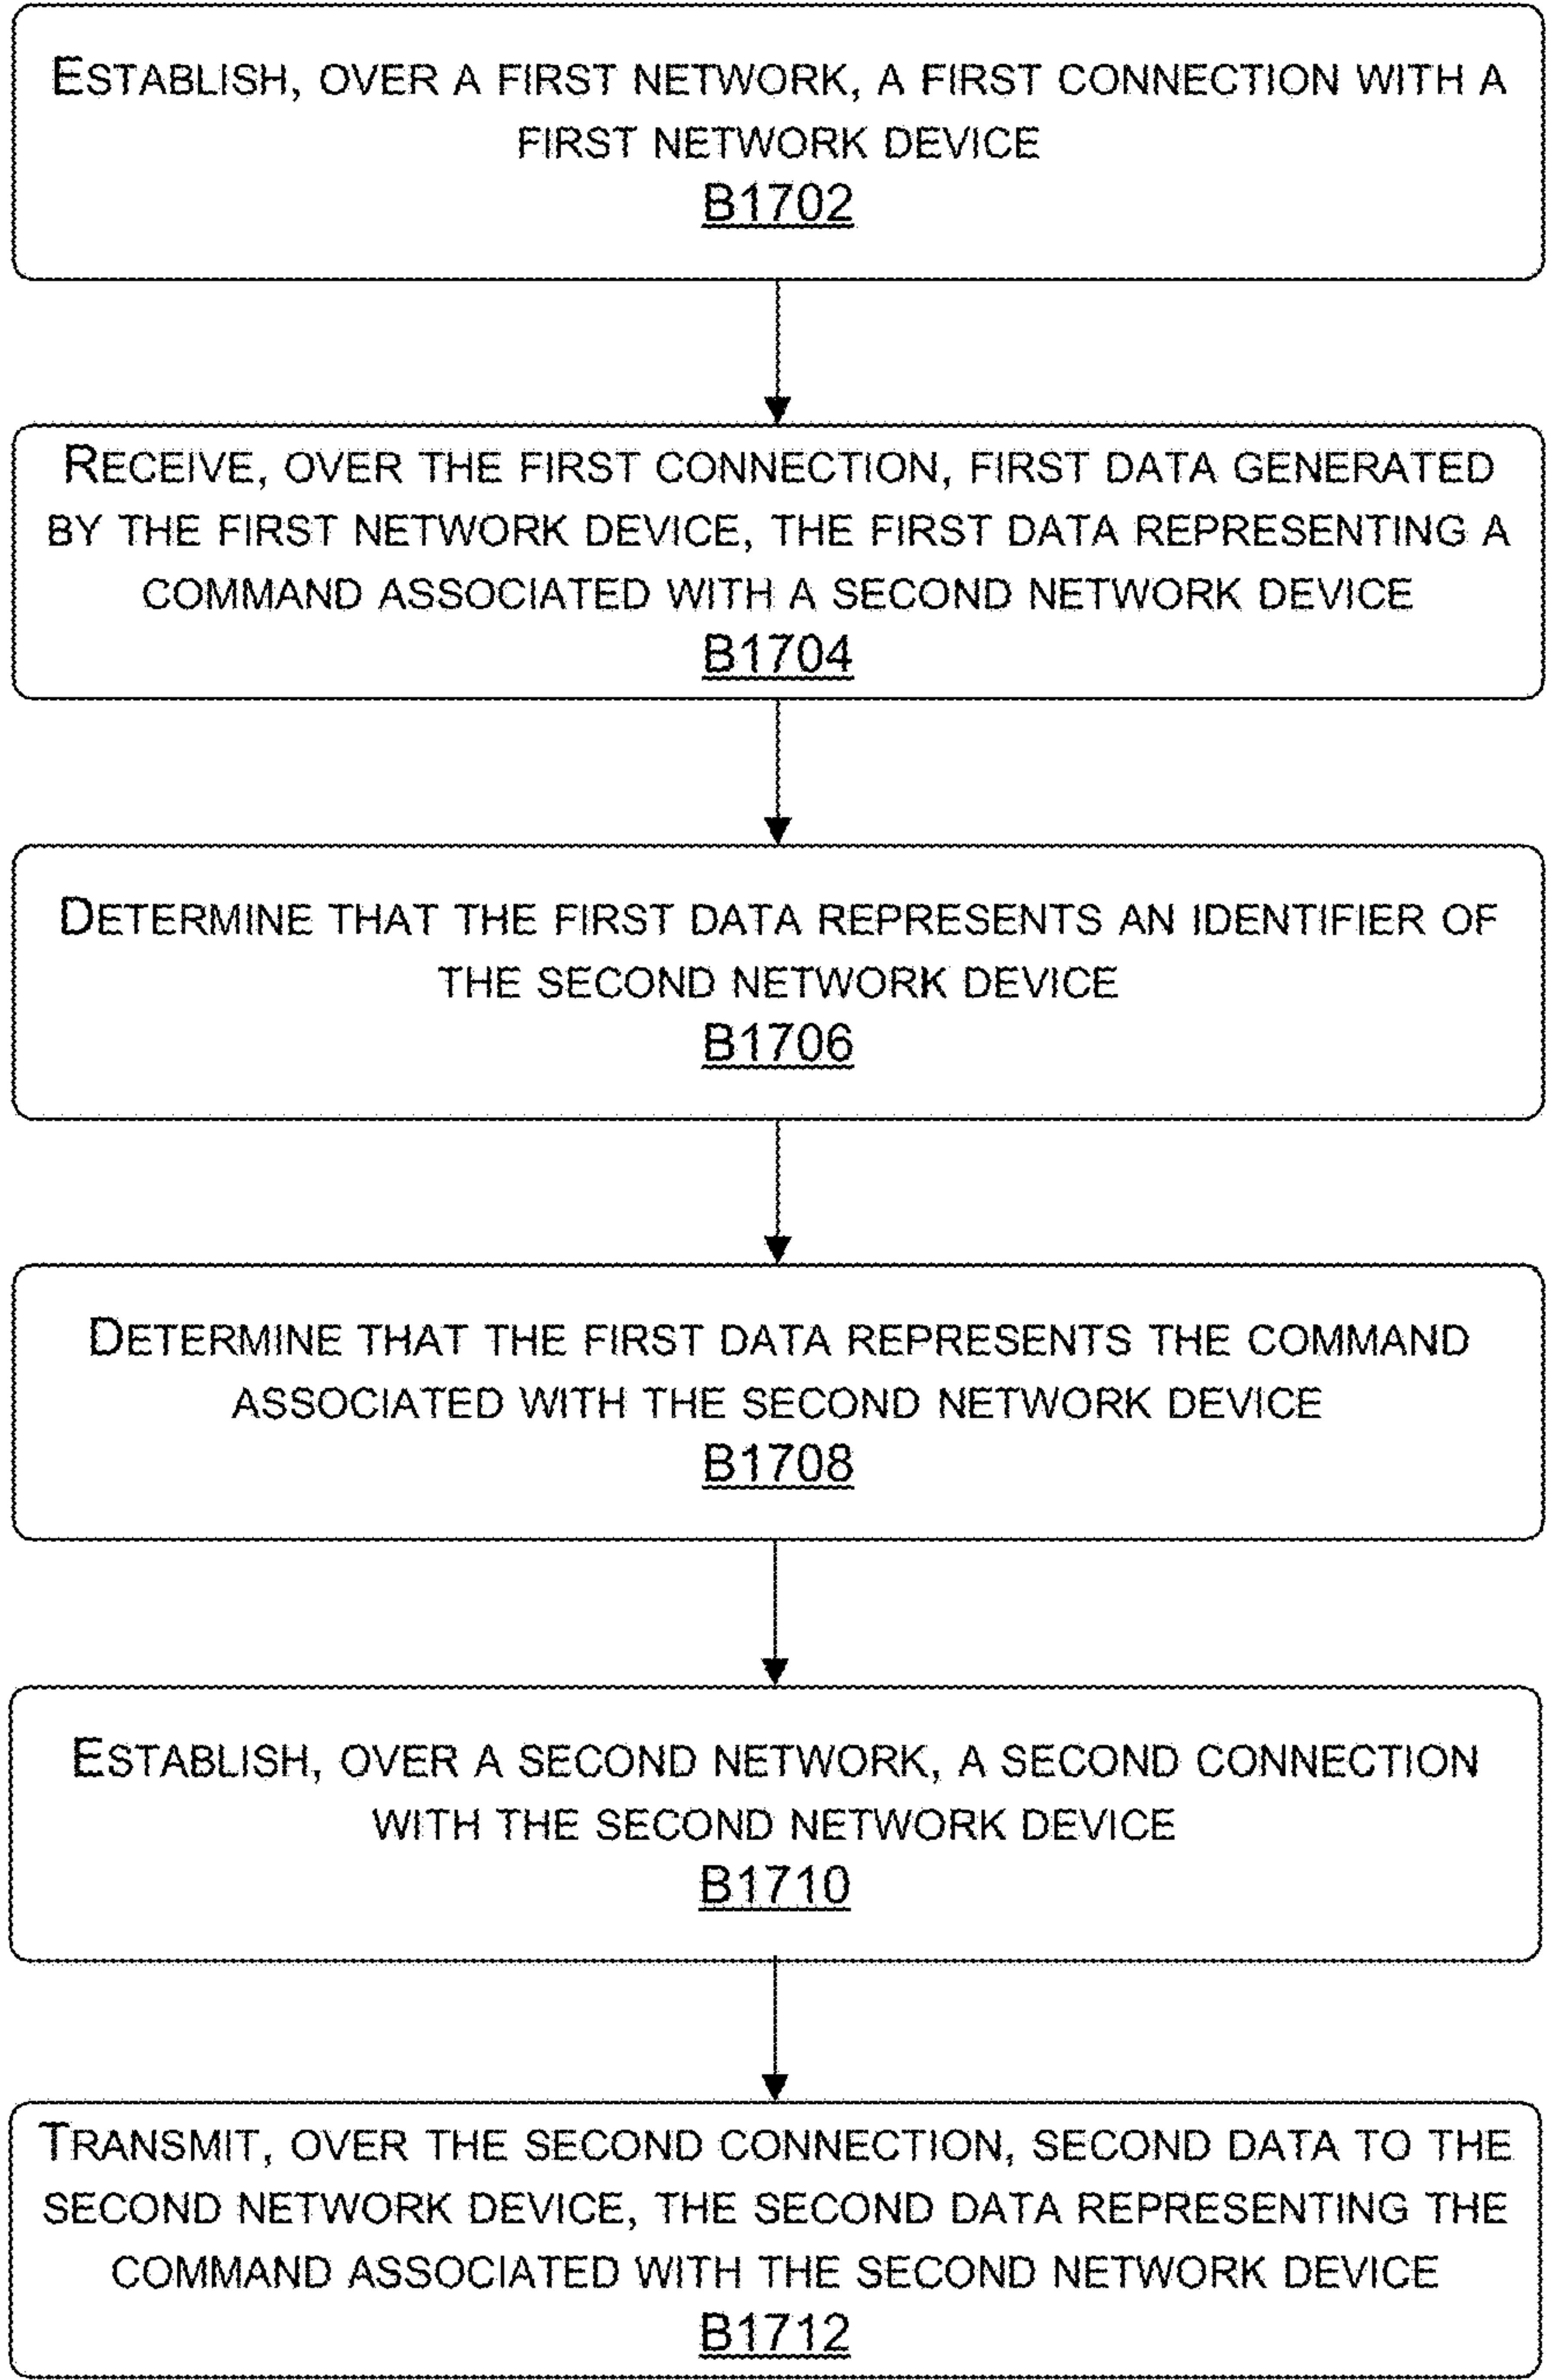 ESTABLISH, OVER A FIRST NETWORK, A FIRST CONNECTION WITH A
FIRST NETWORK DEVICE
B1702
RECEIVE, OVER THE FIRST CONNECTION, FIRST DATA GENERATED
BY THE FIRST NETWORK DEVICE, THE FIRST DATA REPRESENTING A
COMMAND ASSOCIATED WITH A SECOND NETWORK DEVICE
B1704
DETERMINE THAT THE FIRST DATA REPRESENTS AN IDENTIFIER OF
THE SECOND NETWORK DEVICE
B1706
DETERMINE THAT THE FIRST DATA REPRESENTS THE COMMAND
ASSOCIATED WITH THE SECOND NETWORK DEVICE
B1708
ESTABLISH, OVER A SECOND NETWORK, A SECOND CONNECTION
WITH THE SECOND NETWORK DEVICE
B1710
TRANSMIT, OVER THE SECOND CONNECTION, SECOND DATA TO THE
SECOND NETWORK DEVICE, THE SECOND DATA REPRESENTING THE
COMMAND ASSOCIATED WITH THE SECOND NETWORK DEVICE
B1712